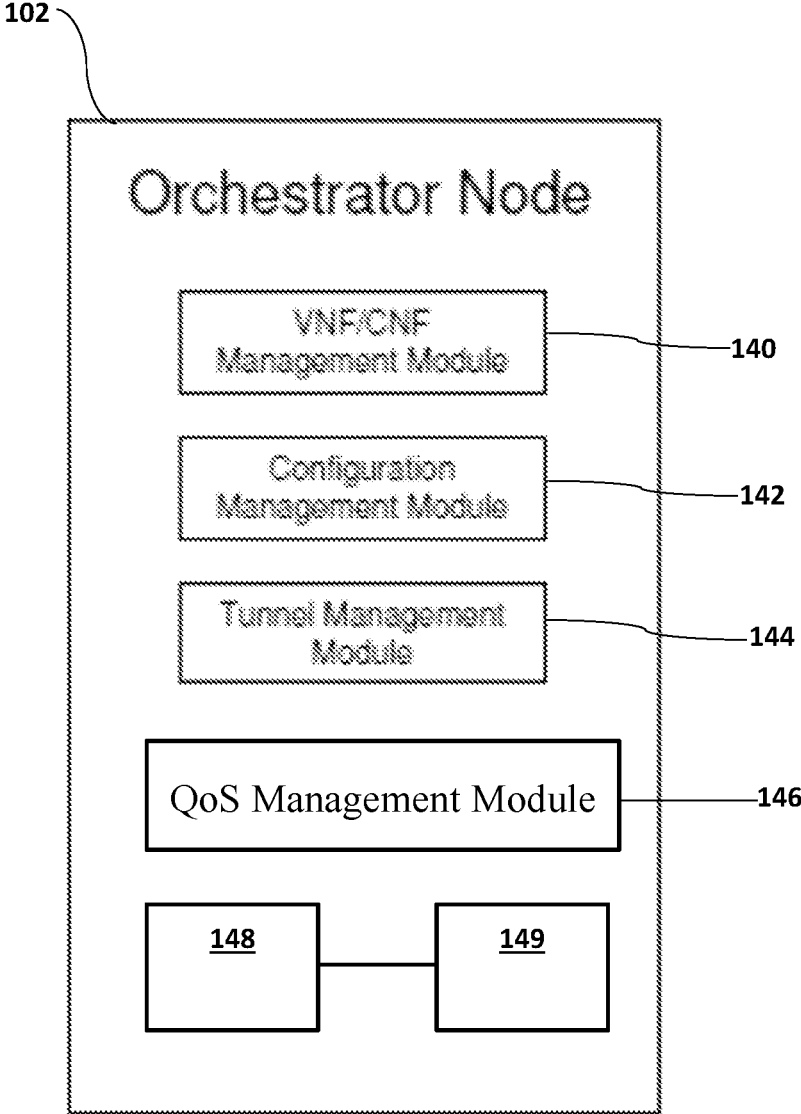 102
Orchestrator Node
VNF/CNF
Management Module
140
Configuration
Management Module
142
Tunnel Management
Module
144
QoS Management Module
146
148
149